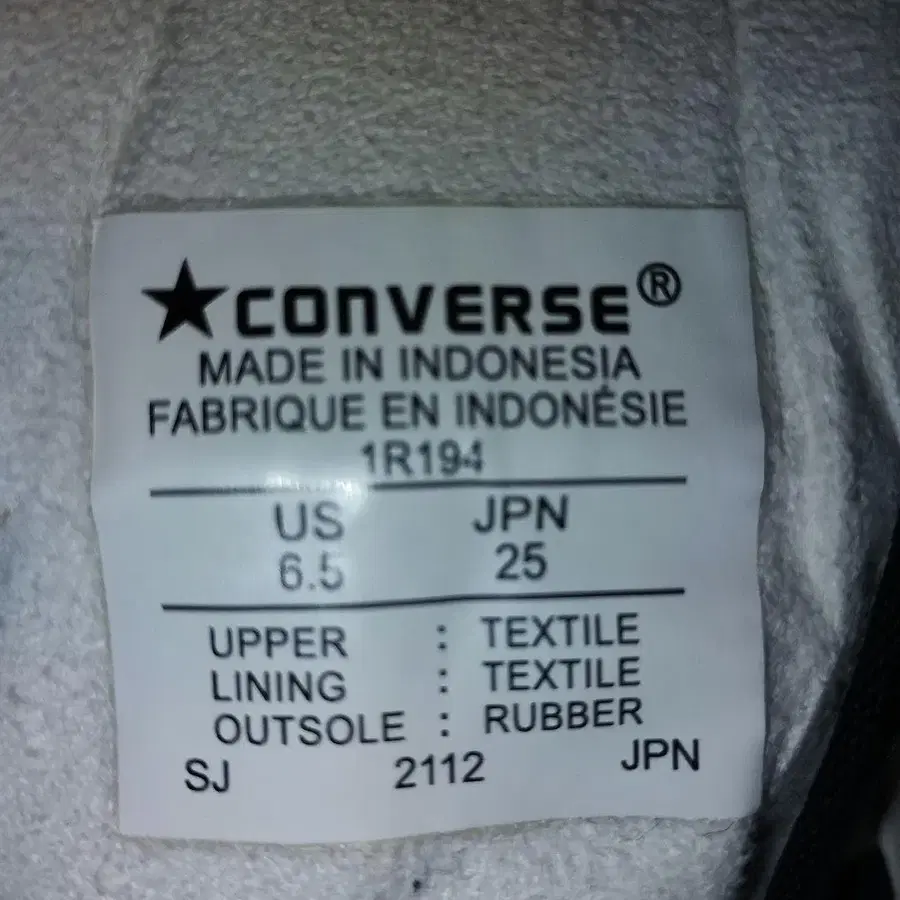 ★CONVERSE®
MADE IN INDONESIA
FABRIQUE EN INDONÉSIE
1R194
US JPN
6.5 25
UPPER : TEXTILE
LINING : TEXTILE
OUTSOLE : RUBBER
SJ 2112 JPN